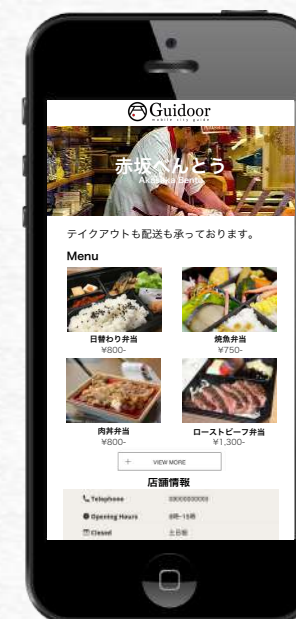 Guidoor
mobile city guide
赤坂べんとう
Akasaka Bento
テイクアウトも配送も承っております。
Menu
日替わり弁当
¥800-
焼魚弁当
¥750-
肉丼弁当
¥800-
ローストビーフ弁当
¥1,300-
+ VIEW MORE
店舗情報
Telephone
Opening Hours
Closed 土日祝